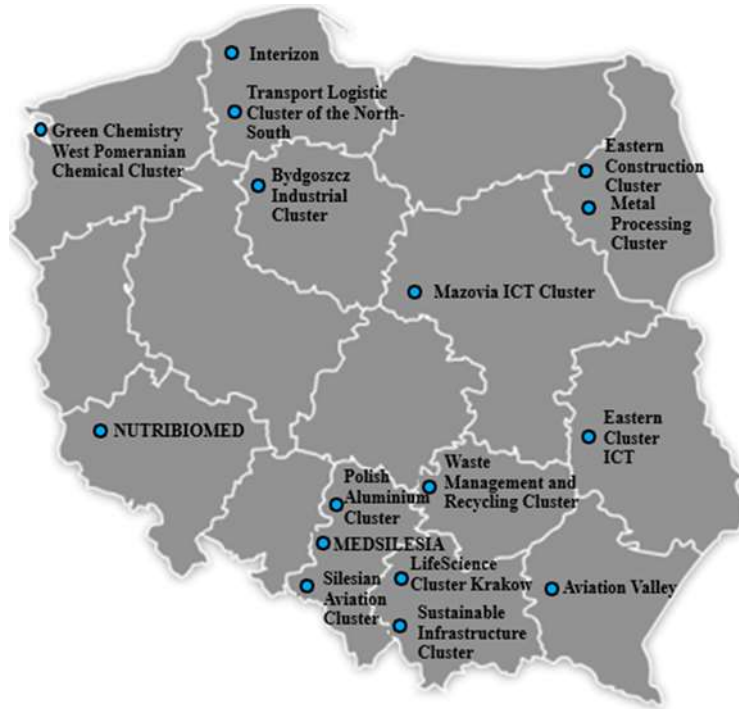 Interizon
Transport Logistic
Cluster of the North-
South
Green Chemistry
West Pomeranian
Chemical Cluster
Bydgoszcz
Industrial
Cluster
Eastern
Construction
Cluster
Metal
Processing
Cluster
Mazovia ICT Cluster
NUTRIBIOMED
Eastern
Cluster
ICT
Waste
Management and
Recycling Cluster
Polish
Aluminium
Cluster
MEDSILESIA
LifeScience
Cluster Krakow
Silesian
Aviation
Cluster
Aviation Valley
Sustainable
Infrastructure
Cluster